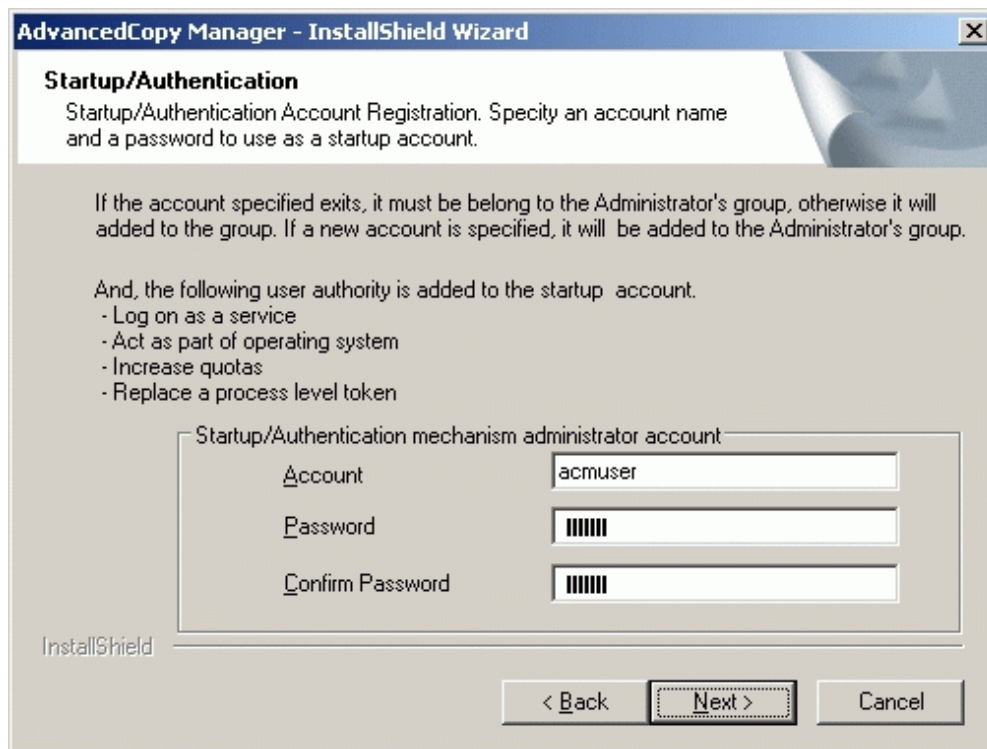 AdvancedCopy Manager - InstallShield Wizard
Startup/Authentication
Startup/Authentication Account Registration. Specify an account name
and a password to use as a startup account.
If the account specified exits, it must be belong to the Administrator's group, otherwise it will
added to the group. If a new account is specified, it will  be added to the Administrator's group.
And, the following user authority is added to the startup  account.
- Log on as a service
- Act as part of operating system
- Increase quotas
- Replace a process level token
Startup/Authentication mechanism administrator account
Account
acmuser
Password
Confirm Password
InstallShield
< Back
Next >
Cancel